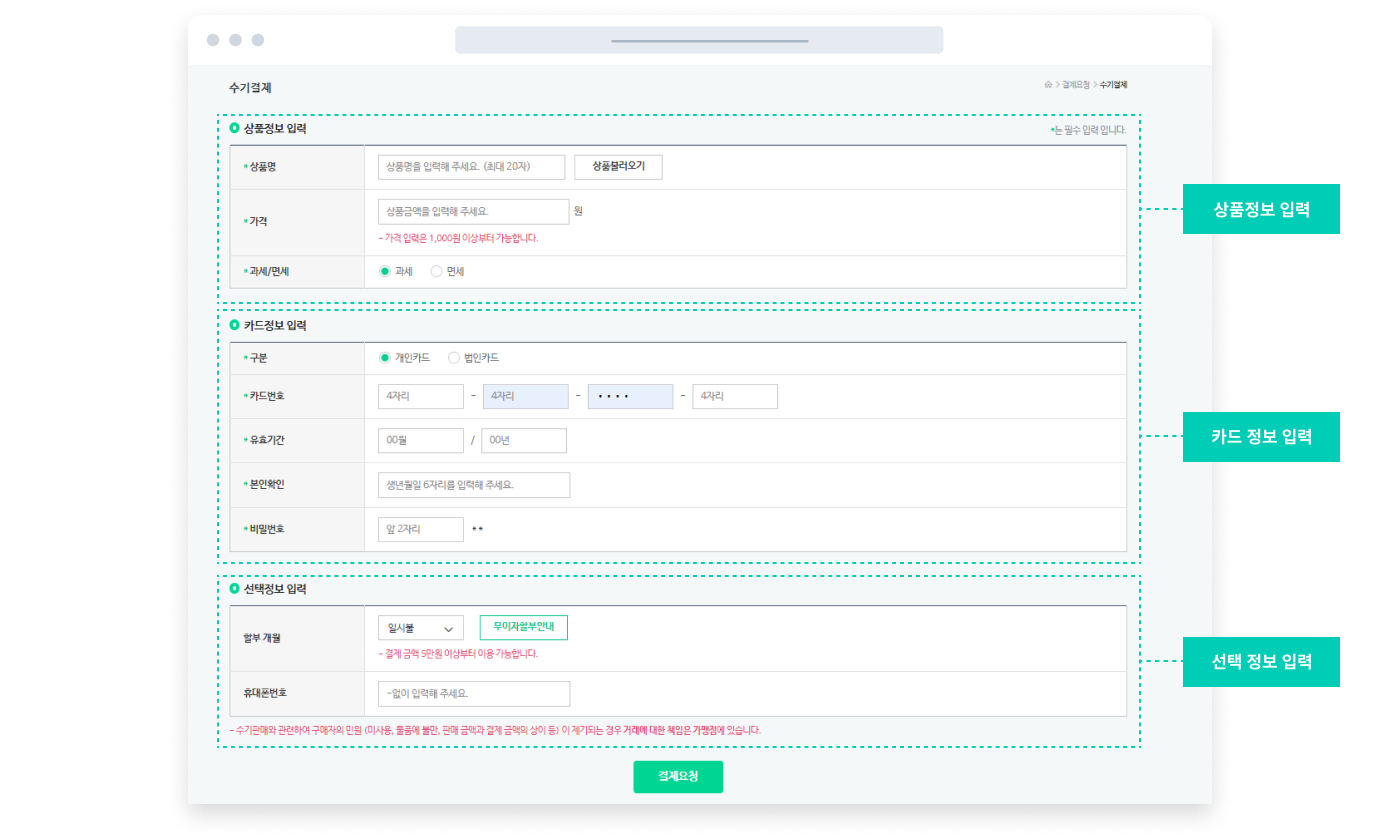 수기결제
> 결제요청 > 수기결제
상품정보 입력
*는 필수 입력 입니다.
* 상품명
상품명을 입력해 주세요. (최대 20자)
상품불러오기
* 가격
상품금액을 입력해 주세요.
원
- 가격 입력은 1,000원 이상부터 가능합니다.
* 과세/면세
과세
면세
상품정보 입력
카드정보 입력
* 구분
개인카드
법인카드
* 카드번호
4자리 - 4자리 - •••• - 4자리
* 유효기간
00월 / 00년
* 본인확인
생년월일 6자리를 입력해 주세요.
* 비밀번호
앞 2자리 **
카드 정보 입력
선택정보 입력
할부 개월
일시불
무이자할부안내
- 결제 금액 5만원 이상부터 이용 가능합니다.
휴대폰번호
-없이 입력해 주세요.
- 수기판매와 관련하여 구매자의 민원 (미사용, 물품에 불만, 판매 금액과 결제 금액의 상이 등) 이 제기되는 경우 거래에 대한 책임은 가맹점에 있습니다.
선택 정보 입력
결제요청